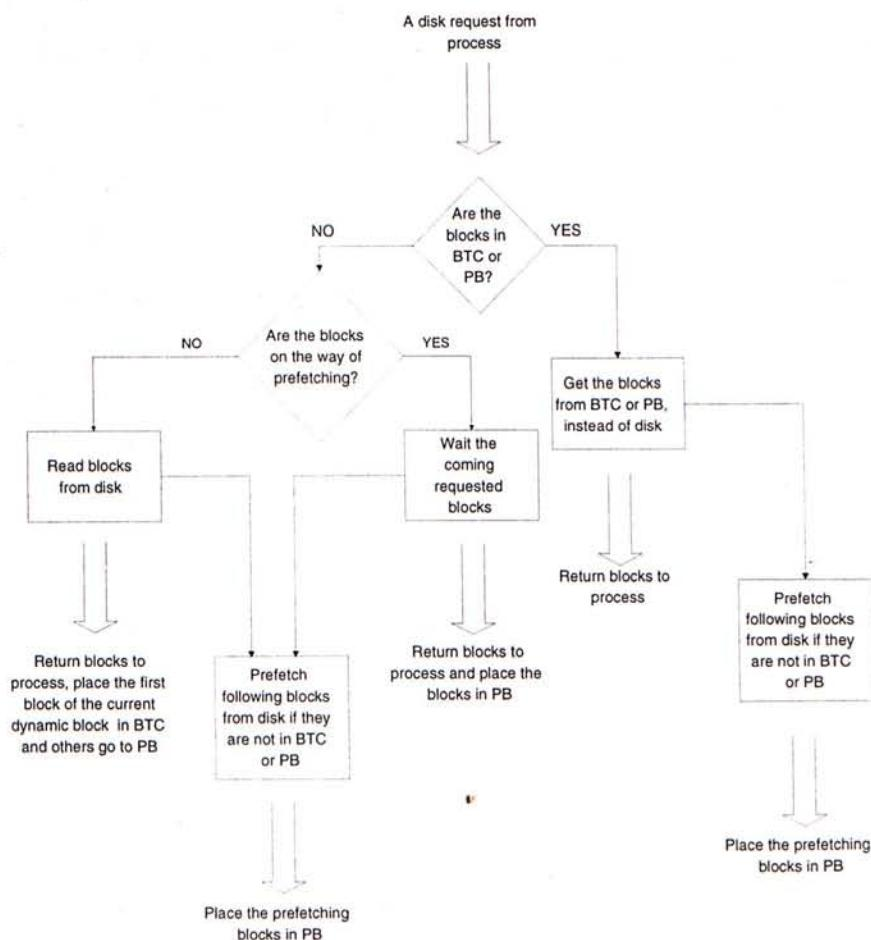 A disk request from
process
Are the
blocks in
BTC or
PB?
NO
YES
Are the blocks
on the way of
prefetching?
NO
YES
Get the blocks
from BTC or PB,
instead of disk
Read blocks
from disk
Wait the
coming
requested
blocks
Return blocks to
process
Prefetch
following blocks
from disk if they
are not in BTC
or PB
Return blocks to
process, place the first
block of the current
dynamic block in BTC
and others go to PB
Prefetch
following blocks
from disk if they
are not in BTC
or PB
Return blocks to
process and place the
blocks in PB
Place the prefetching
blocks in PB
Place the prefetching
blocks in PB